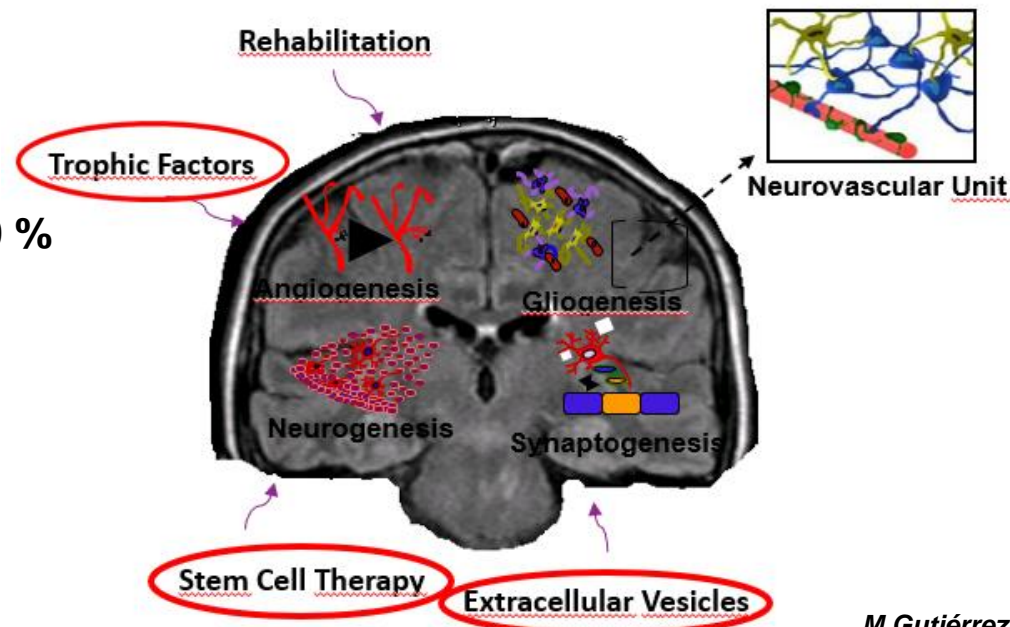 Rehabilitation
Trophic Factors
Neurovascular Unit
%
Angiogenesis
Gliogenesis
Neurogenesis
Synaptogenesis
Stem Cell Therapy
Extracellular Vesicles
M Gutiérrez